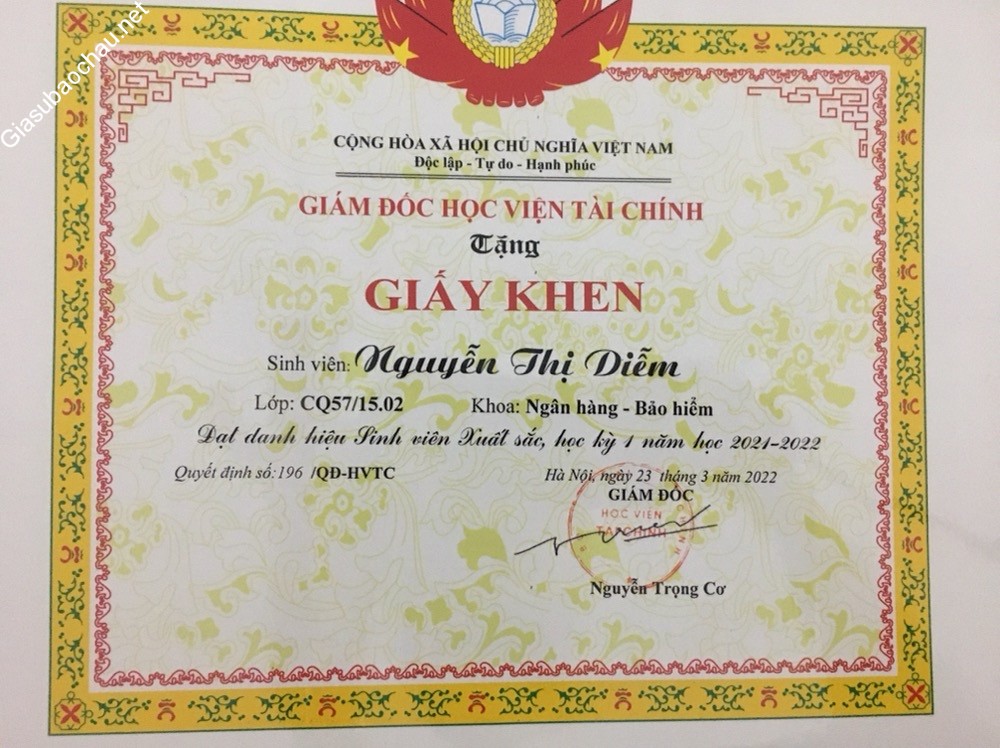 Giasubaochau.net
CỘNG HÒA XÃ HỘI CHỦ NGHĨA VIỆT NAM
Độc lập - Tự do - Hạnh phúc
GIÁM ĐỐC HỌC VIỆN TÀI CHÍNH
Tặng
GIẤY KHEN
Sinh viên: Nguyễn Thị Diễm
Lớp: CQ57/15.02 Khoa: Ngân hàng - Bảo hiểm
Đạt danh hiệu Sinh viên Xuất sắc, học kỳ 1 năm học 2021-2022
Quyết định số:196 /QĐ-HVTC Hà Nội, ngày 23 tháng 3 năm 2022
GIÁM ĐỐC
HỌC VIỆN
TÀI CHÍNH
Nguyễn Trọng Cơ